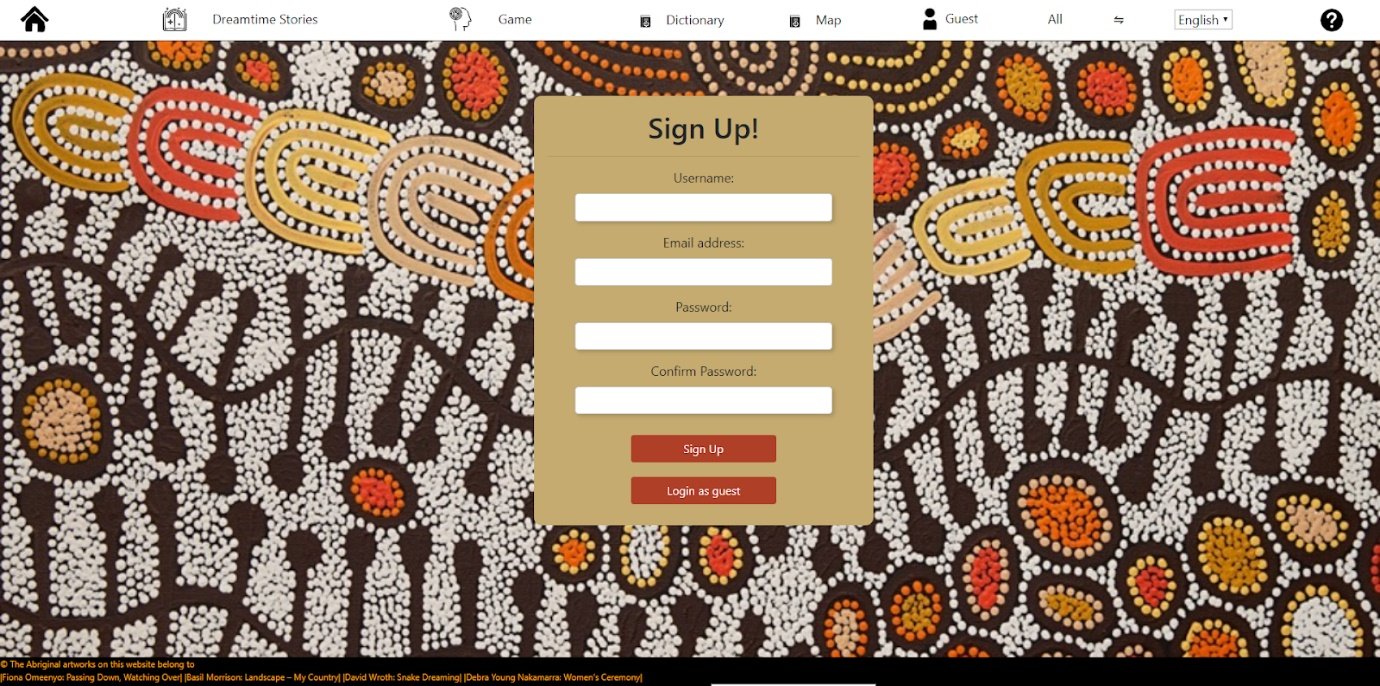 Dreamtime Stories
Game
Dictionary
Map
Guest
All
⇋
English ▾
?
Sign Up!
Username:
Email address:
Password:
Confirm Password:
Sign Up
Login as guest
© The Abriginal artworks on this website belong to
|Fiona Omeenyo: Passing Down, Watching Over| |Basil Morrison: Landscape – My Country| |David Wroth: Snake Dreaming| |Debra Young Nakamarra: Women's Ceremony|